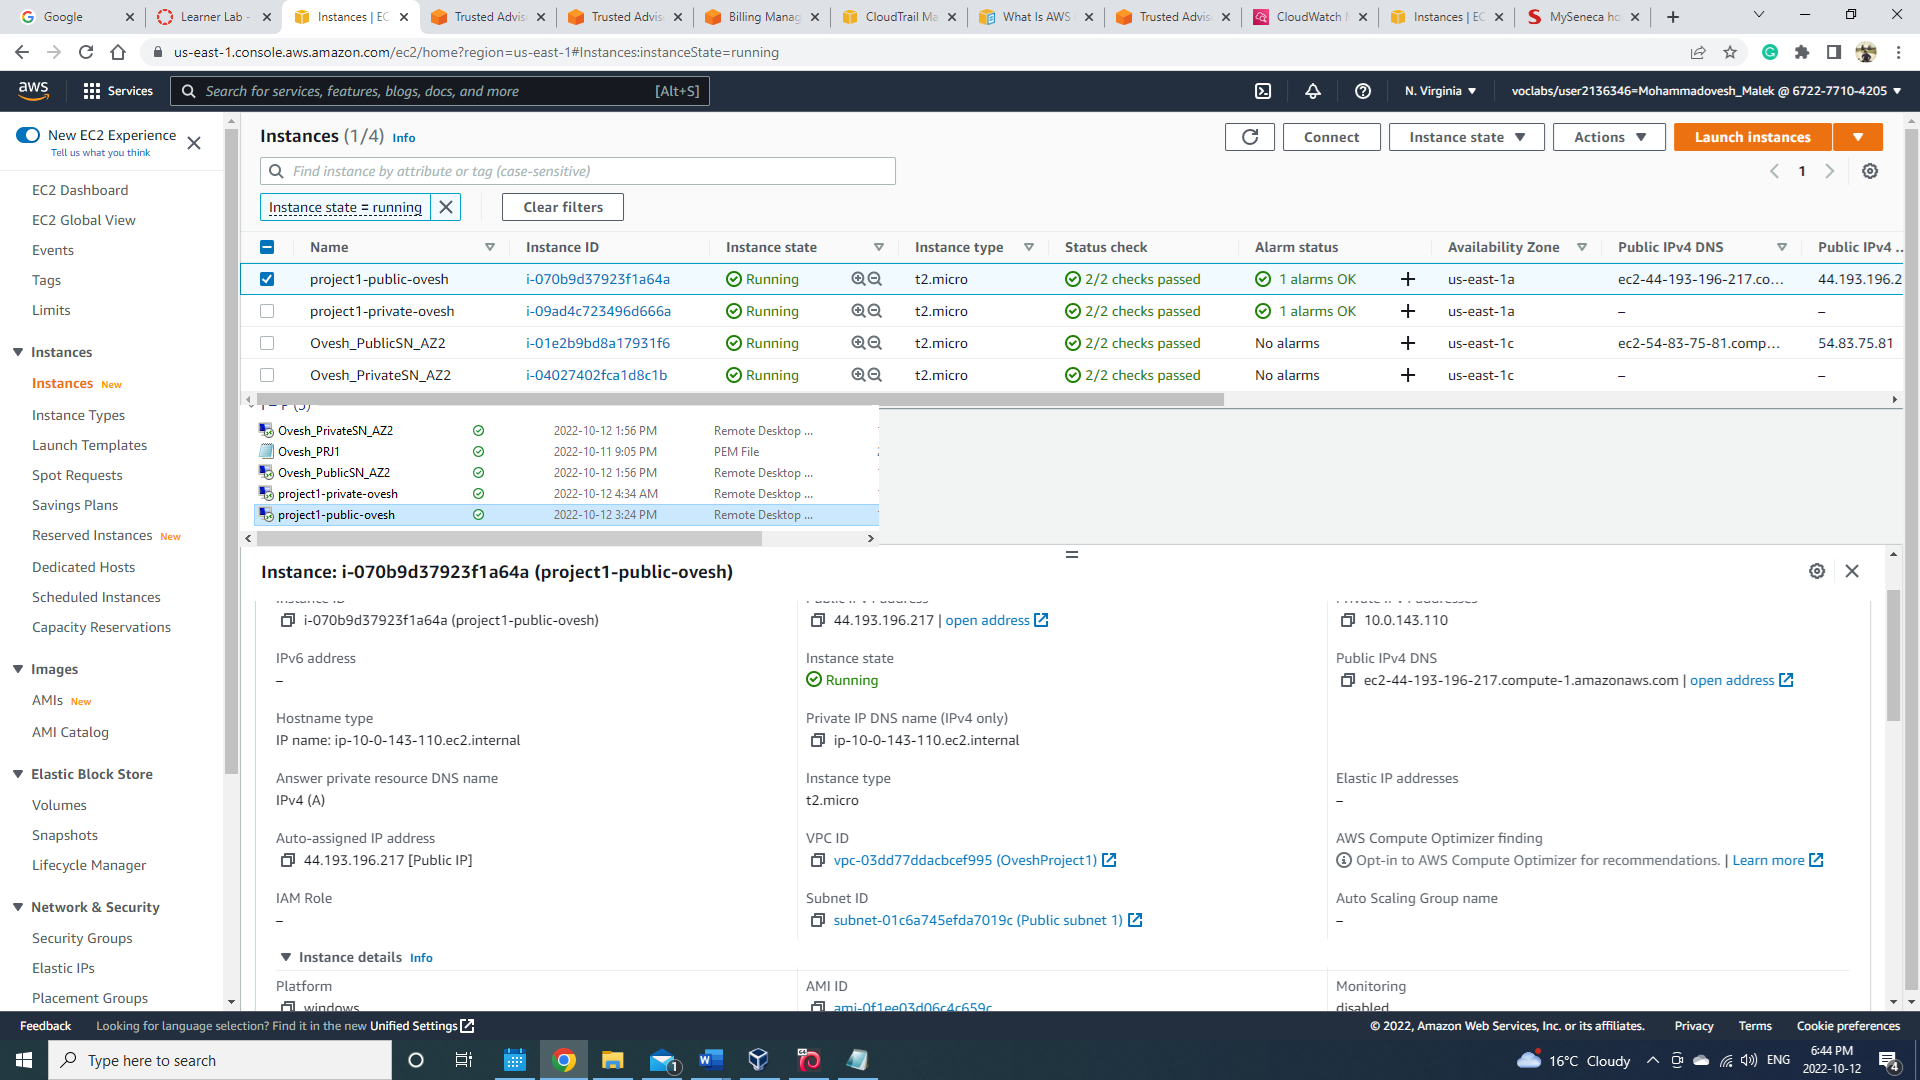 Google
Learner Lab -
Instances | EC
Trusted Advis
Trusted Advis
Billing Manag
CloudTrail Ma
What Is AWS
Trusted Advis
CloudWatch
Instances | EC
MySeneca ho
us-east-1.console.aws.amazon.com/ec2/home?region=us-east-1#Instances:instanceState=running
aws
Services
Search for services, features, blogs, docs, and more
[Alt+S]
N. Virginia
voclabs/user2136346=Mohammadovesh_Malek @ 6722-7710-4205
New EC2 Experience
Tell us what you think
EC2 Dashboard
EC2 Global View
Events
Tags
Limits
Instances
Instances New
Instance Types
Launch Templates
Spot Requests
Savings Plans
Reserved Instances New
Dedicated Hosts
Scheduled Instances
Capacity Reservations
Images
AMIs New
AMI Catalog
Elastic Block Store
Volumes
Snapshots
Lifecycle Manager
Network & Security
Security Groups
Elastic IPs
Placement Groups
Instances (1/4) Info
Connect
Instance state
Actions
Launch instances
Find instance by attribute or tag (case-sensitive)
1
Instance state = running
Clear filters
Name Instance ID Instance state Instance type Status check Alarm status Availability Zone Public IPv4 DNS Public IPv4 ...
project1-public-ovesh i-070b9d37923f1a64a Running t2.micro 2/2 checks passed 1 alarms OK + us-east-1a ec2-44-193-196-217.co... 44.193.196.2
project1-private-ovesh i-09ad4c723496d666a Running t2.micro 2/2 checks passed 1 alarms OK + us-east-1a – –
Ovesh_PublicSN_AZ2 i-01e2b9bd8a17931f6 Running t2.micro 2/2 checks passed No alarms + us-east-1c ec2-54-83-75-81.comp... 54.83.75.81
Ovesh_PrivateSN_AZ2 i-04027402fca1d8c1b Running t2.micro 2/2 checks passed No alarms + us-east-1c – –
Ovesh_PrivateSN_AZ2 2022-10-12 1:56 PM Remote Desktop ...
Ovesh_PRJ1 2022-10-11 9:05 PM PEM File
Ovesh_PublicSN_AZ2 2022-10-12 1:56 PM Remote Desktop ...
project1-private-ovesh 2022-10-12 4:34 AM Remote Desktop ...
project1-public-ovesh 2022-10-12 3:24 PM Remote Desktop ...
Instance: i-070b9d37923f1a64a (project1-public-ovesh)
Instance ID Public IPv4 address Private IPv4 addresses
i-070b9d37923f1a64a (project1-public-ovesh) 44.193.196.217 | open address 10.0.143.110
IPv6 address Instance state Public IPv4 DNS
– Running ec2-44-193-196-217.compute-1.amazonaws.com | open address
Hostname type Private IP DNS name (IPv4 only)
IP name: ip-10-0-143-110.ec2.internal ip-10-0-143-110.ec2.internal
Answer private resource DNS name Instance type Elastic IP addresses
IPv4 (A) t2.micro –
Auto-assigned IP address VPC ID AWS Compute Optimizer finding
44.193.196.217 [Public IP] vpc-03dd77ddacbcef995 (OveshProject1) Opt-in to AWS Compute Optimizer for recommendations. | Learn more
IAM Role Subnet ID Auto Scaling Group name
– subnet-01c6a745efda7019c (Public subnet 1) –
Instance details Info
Platform AMI ID Monitoring
windows ami-0f1ee03d06c4c659c disabled
Feedback
Looking for language selection? Find it in the new Unified Settings
© 2022, Amazon Web Services, Inc. or its affiliates.
Privacy
Terms
Cookie preferences
Type here to search
1
64
16°C Cloudy
ENG
6:44 PM
2022-10-12
4